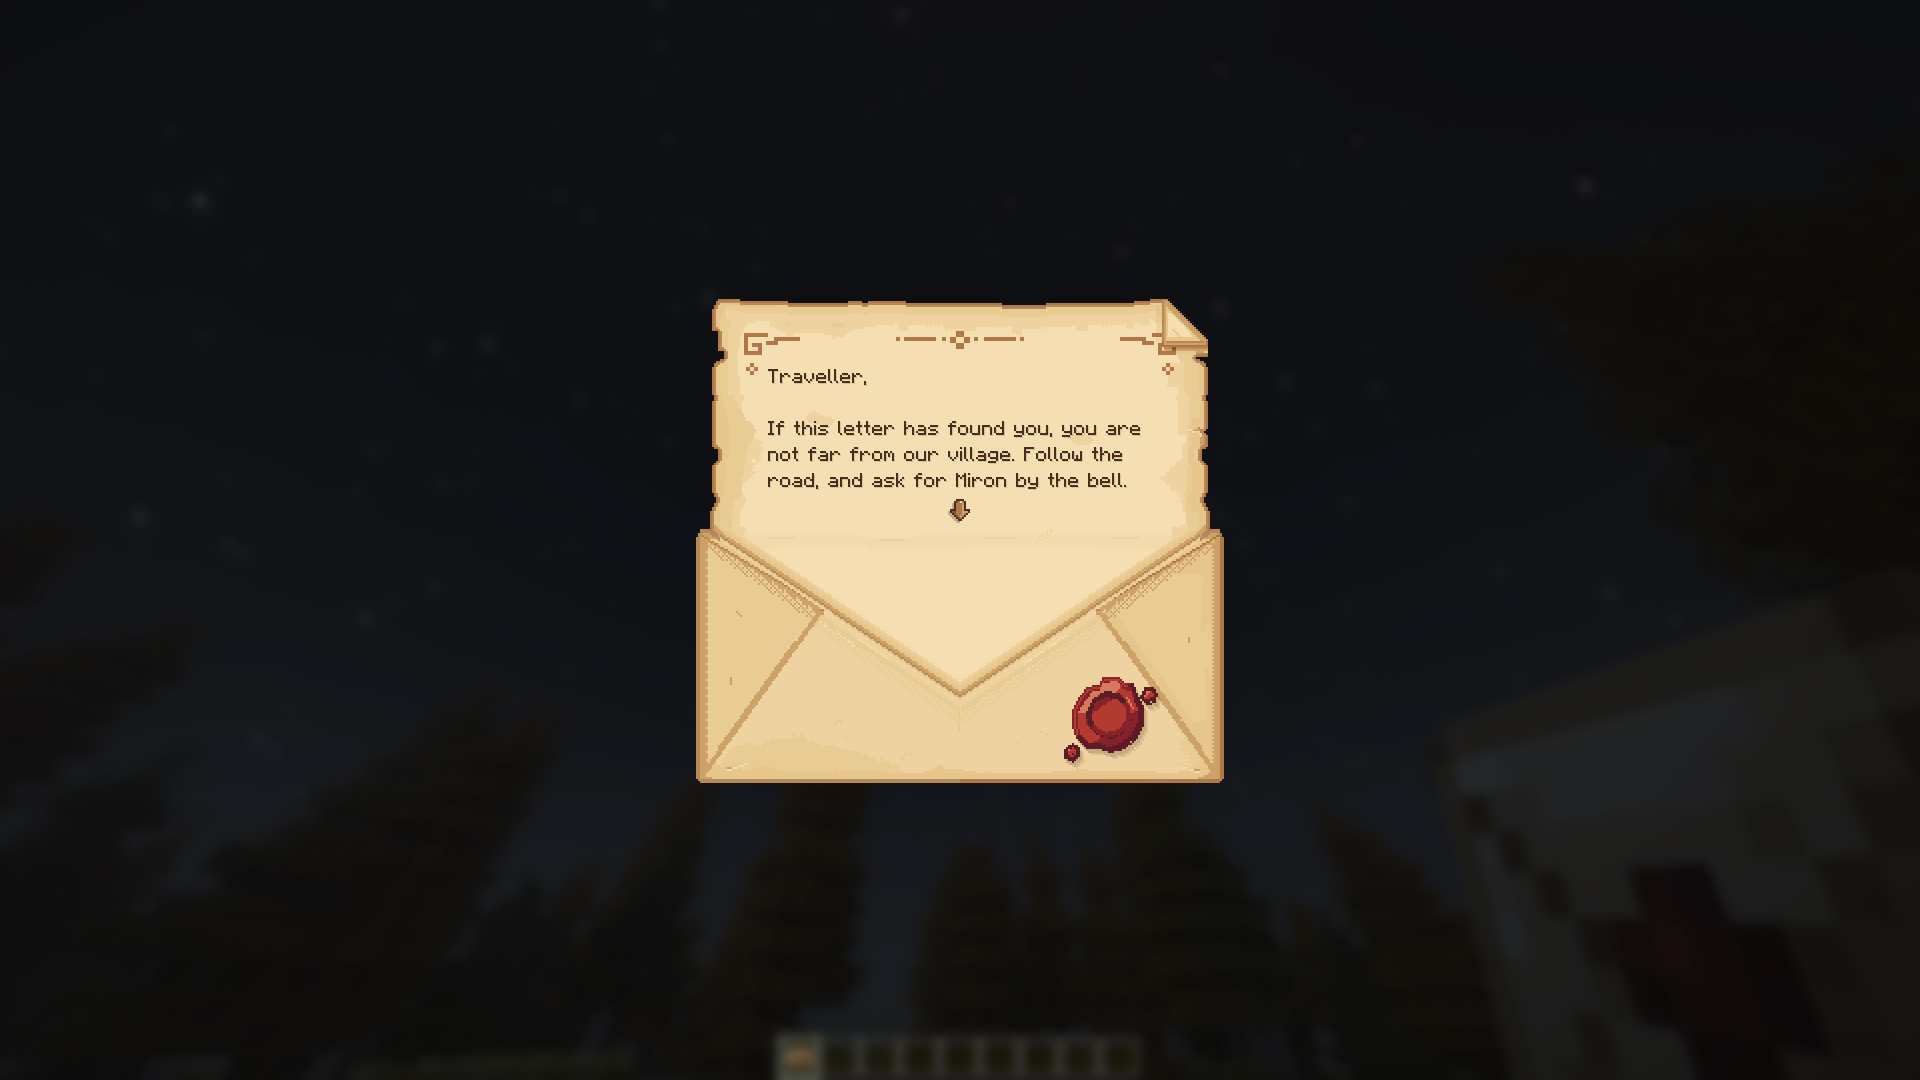 Traveller,
If this letter has found you, you are
not far from our village. Follow the
road, and ask for Miron by the bell.